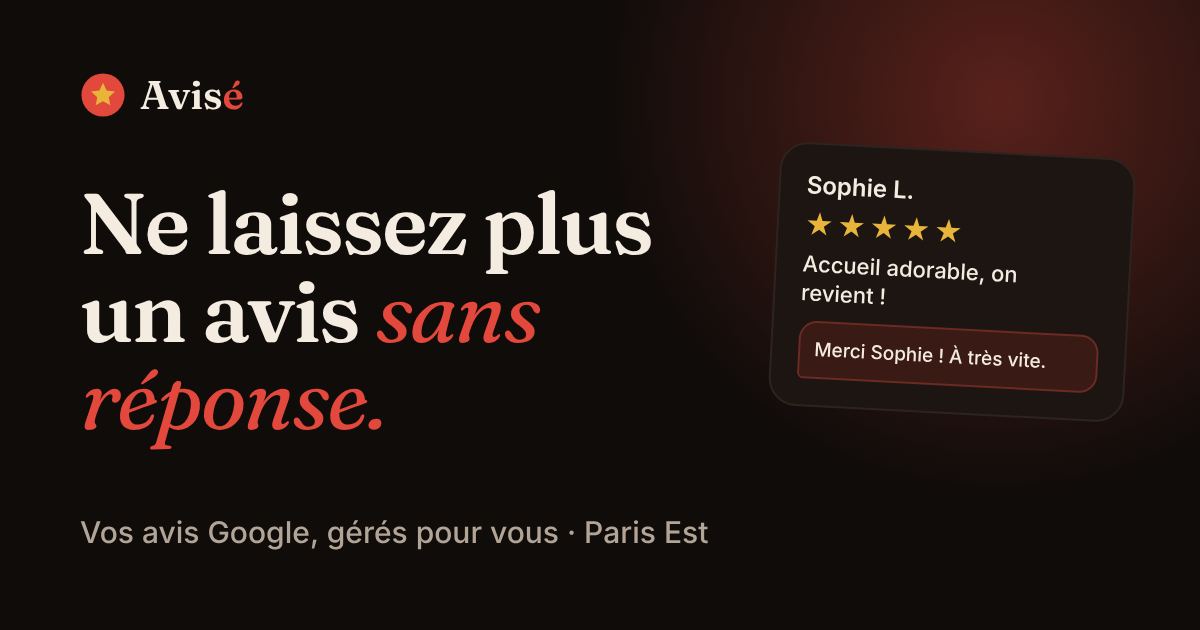 Avisé
Ne laissez plus
un avis sans
réponse.
Vos avis Google, gérés pour vous · Paris Est
Sophie L.
★★★★★
Accueil adorable, on
revient !
Merci Sophie ! À très vite.